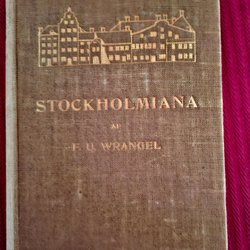 STOCKHOLMIANA
AF
F. U. WRANGEL